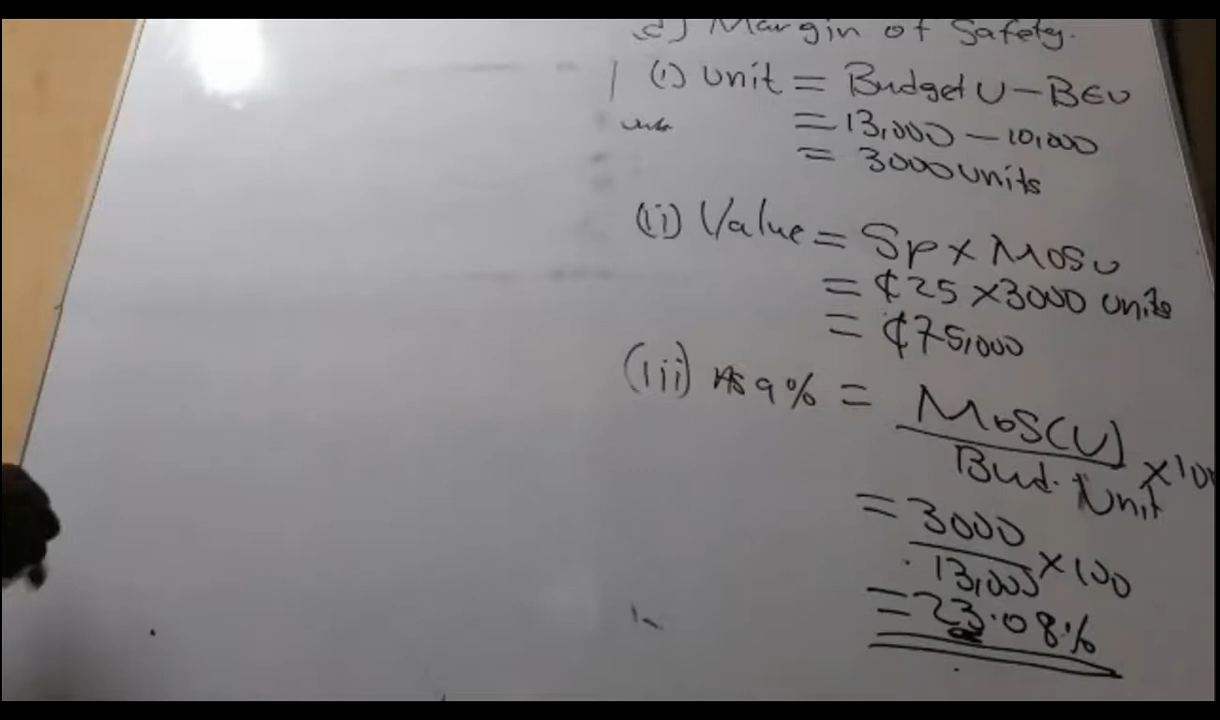 c) Margin of Safety.
(i) Unit = Budget U - BEU
= 13,000 - 10,000
= 3000 units
(ii) Value = Sp x MOSU
= ₵25 x 3000 units
= ₵75,000
(iii) As a % = MoS(U) / Bud. Unit x 100
= 3000 / 13,000 x 100
= 23.08%